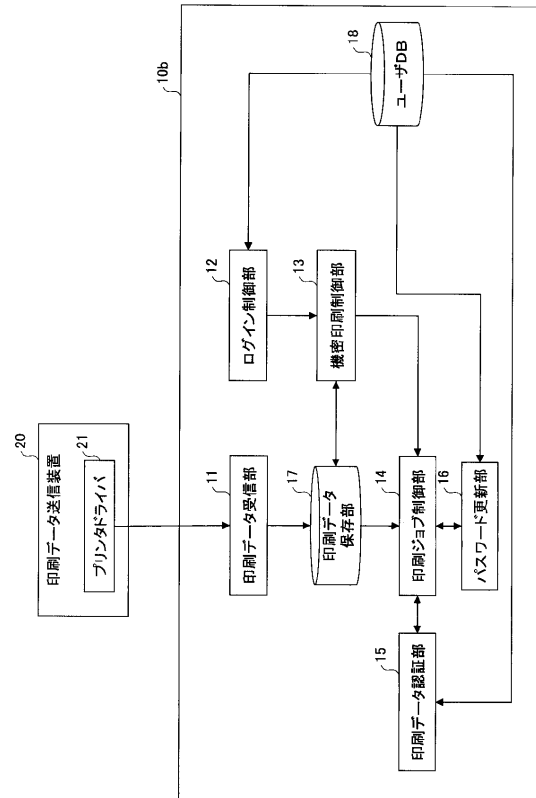 20
印刷データ送信装置
21
プリンタドライバ
10b
11
印刷データ受信部
12
ログイン制御部
18
ユーザDB
17
印刷データ
保存部
13
機密印刷制御部
14
印刷ジョブ制御部
15
印刷データ認証部
16
パスワード更新部